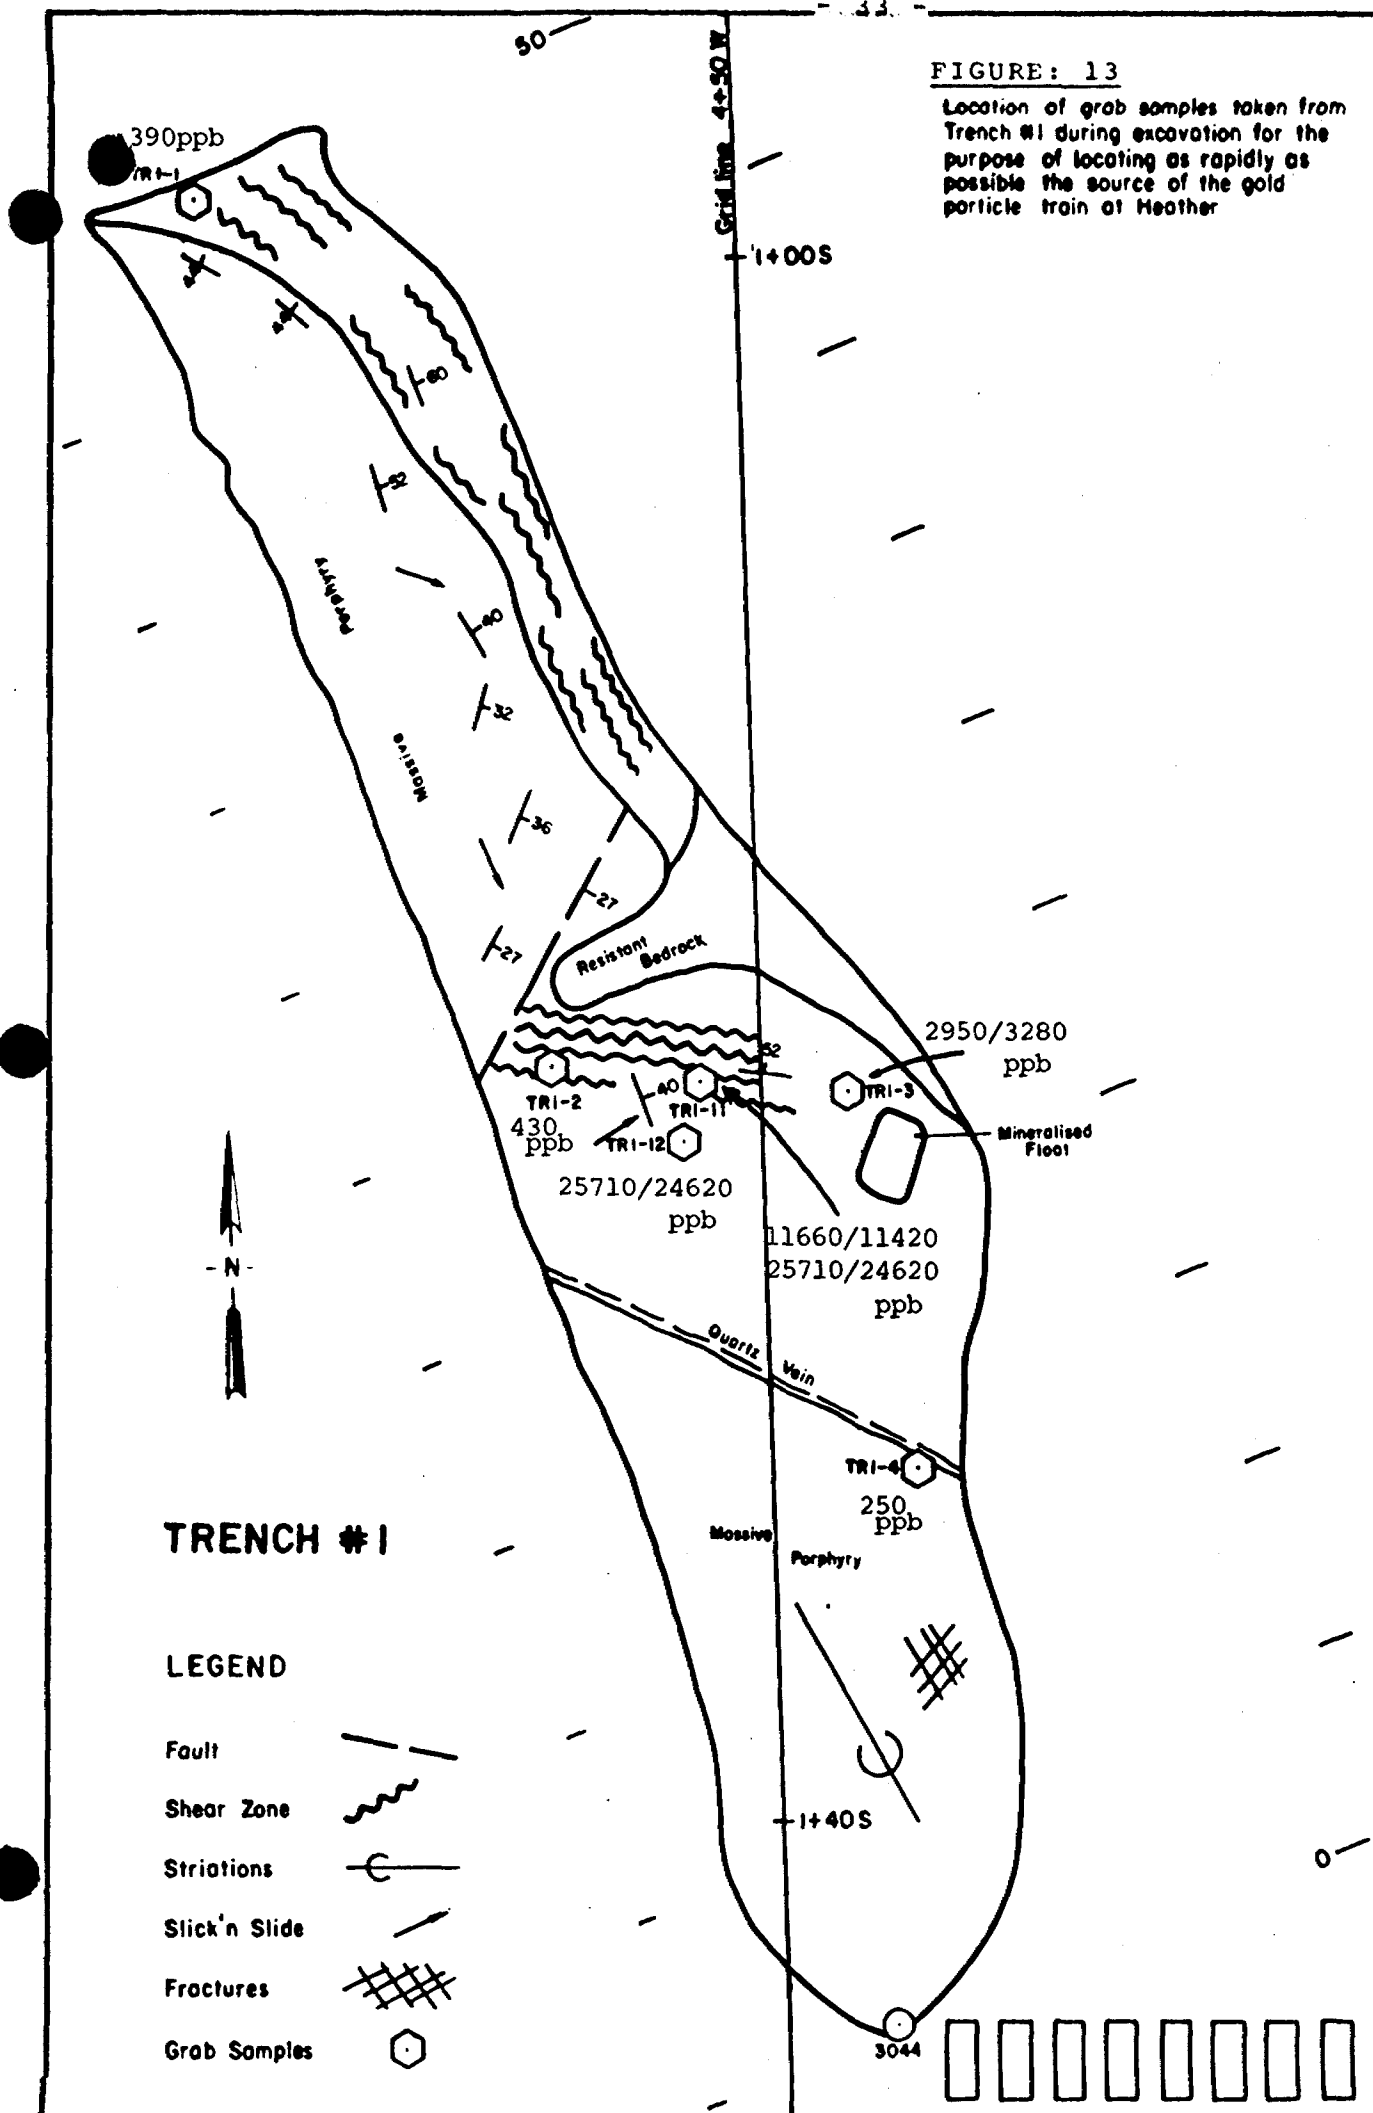 - 33 -
FIGURE: 13
Location of grab samples taken from
Trench #1 during excavation for the
purpose of locating as rapidly as
possible the source of the gold
particle train at Heather
50
Grid line 4+50 W
390ppb
TR1-1
1+00S
44
44
60
52
Porphyry
40
32
Massive
36
27
27
Resistant
Bedrock
2950/3280
ppb
52
TR1-3
40
TR1-2
TR1-11
430
ppb
TR1-12
Mineralised
Float
25710/24620
ppb
11660/11420
25710/24620
ppb
- N -
Quartz Vein
TR1-4
250
ppb
TRENCH #1
Massive
Porphyry
LEGEND
Fault
Shear Zone
1+40S
0
Striations
Slick'n Slide
Fractures
Grab Samples
3044